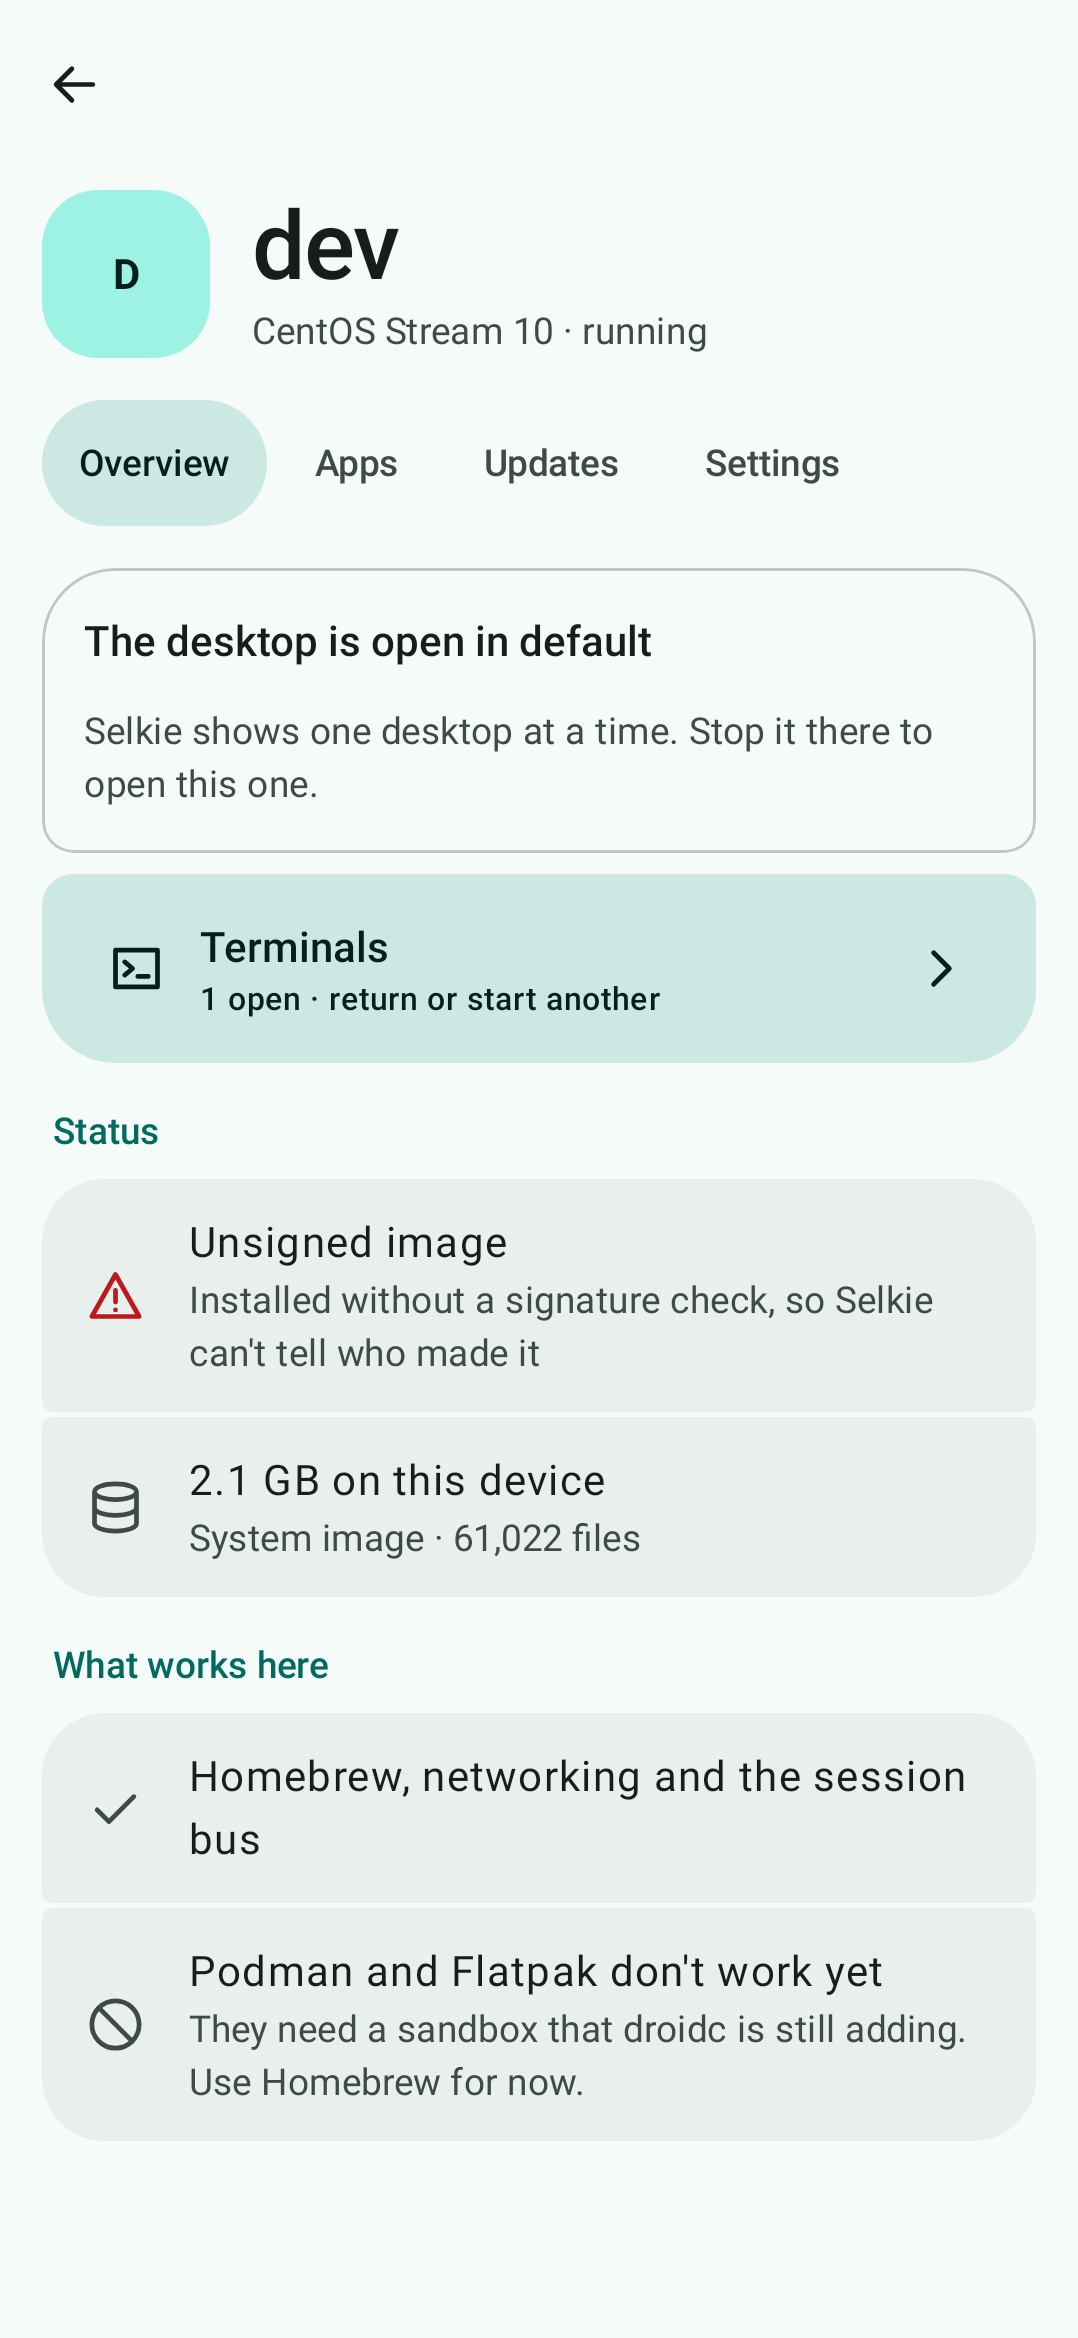 D
dev
CentOS Stream 10 · running
Overview
Apps
Updates
Settings
The desktop is open in default
Selkie shows one desktop at a time. Stop it there to
open this one.
Terminals
1 open · return or start another
Status
Unsigned image
Installed without a signature check, so Selkie
can't tell who made it
2.1 GB on this device
System image · 61,022 files
What works here
Homebrew, networking and the session
bus
Podman and Flatpak don't work yet
They need a sandbox that droidc is still adding.
Use Homebrew for now.